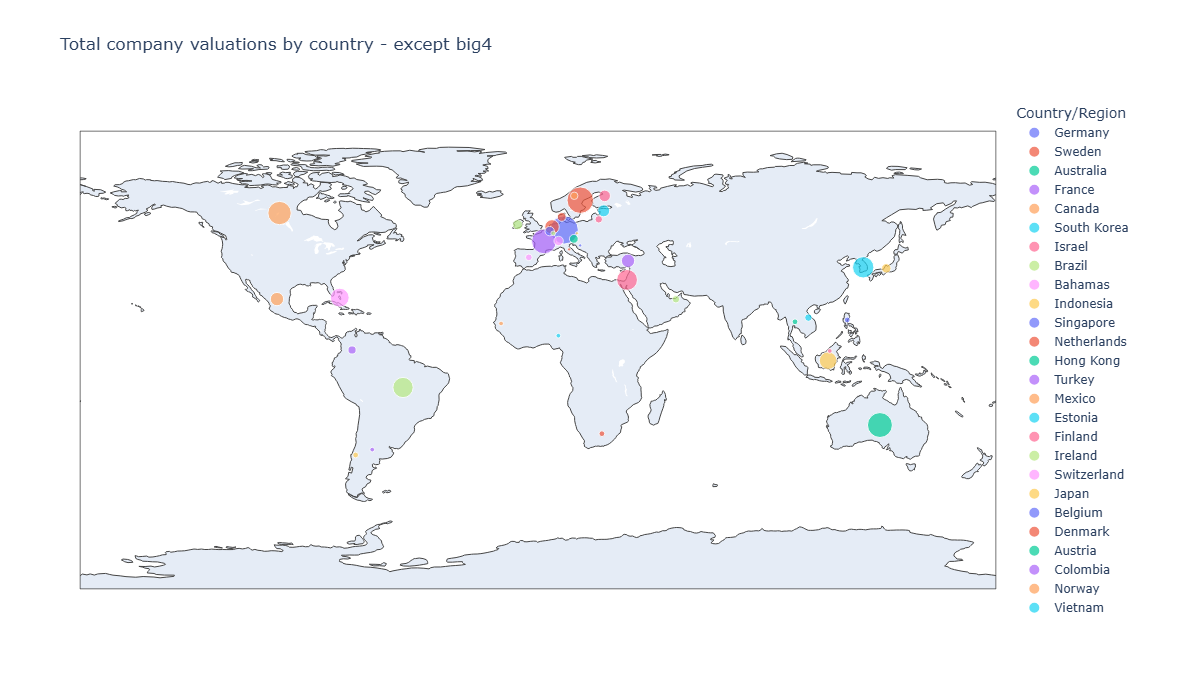 Total company valuations by country - except big4
Country/Region
Germany
Sweden
Australia
France
Canada
South Korea
Israel
Brazil
Bahamas
Indonesia
Singapore
Netherlands
Hong Kong
Turkey
Mexico
Estonia
Finland
Ireland
Switzerland
Japan
Belgium
Denmark
Austria
Colombia
Norway
Vietnam